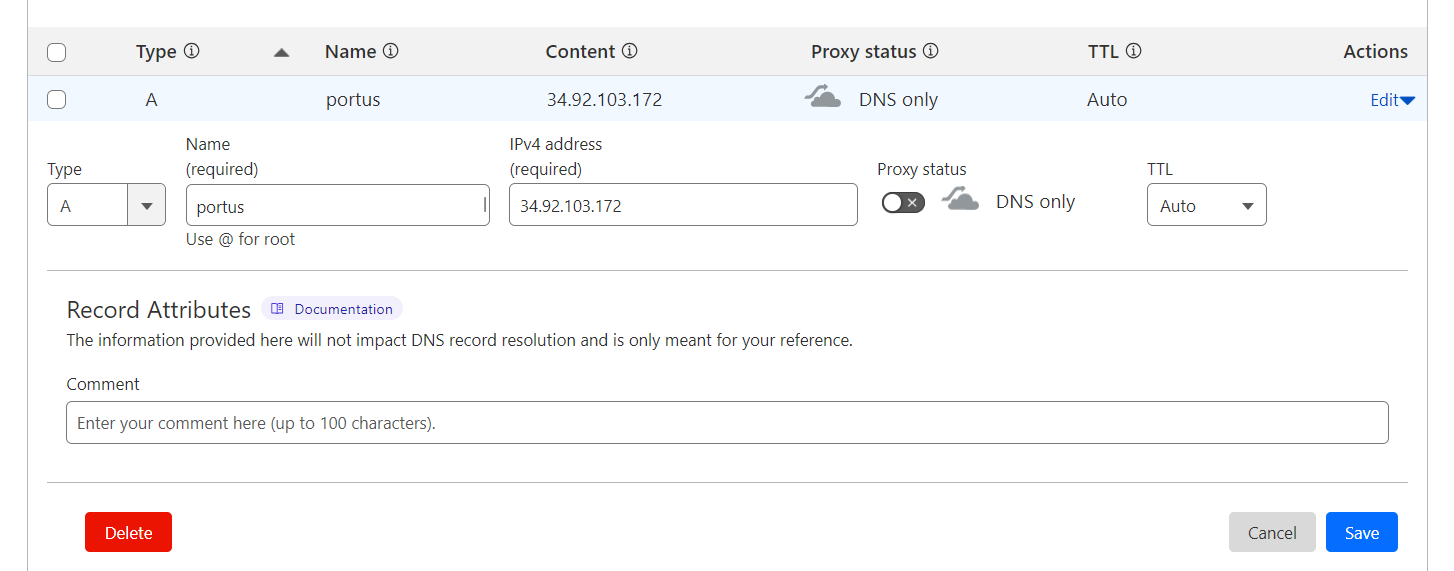 Type Name Content Proxy status TTL Actions
A portus 34.92.103.172 DNS only Auto Edit
Name IPv4 address
Type (required) (required) Proxy status TTL
A portus 34.92.103.172 DNS only Auto
Use @ for root
Record Attributes Documentation
The information provided here will not impact DNS record resolution and is only meant for your reference.
Comment
Enter your comment here (up to 100 characters).
Delete Cancel Save